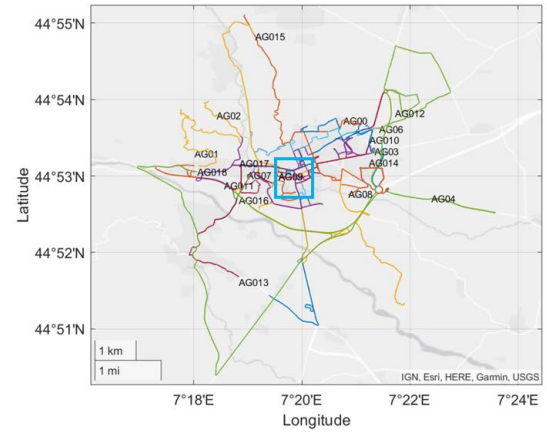 44°55'N
AG015
44°54'N
AG02
AG012
AG00
AG06
AG010
AG01
AG03
AG017
AG014
44°53'N
AG018
AG07
AG09
AG011
AG08
AG016
AG04
Latitude
44°52'N
AG013
44°51'N
1 km
1 mi
IGN, Esri, HERE, Garmin, USGS
7°18'E
7°20'E
7°22'E
7°24'E
Longitude